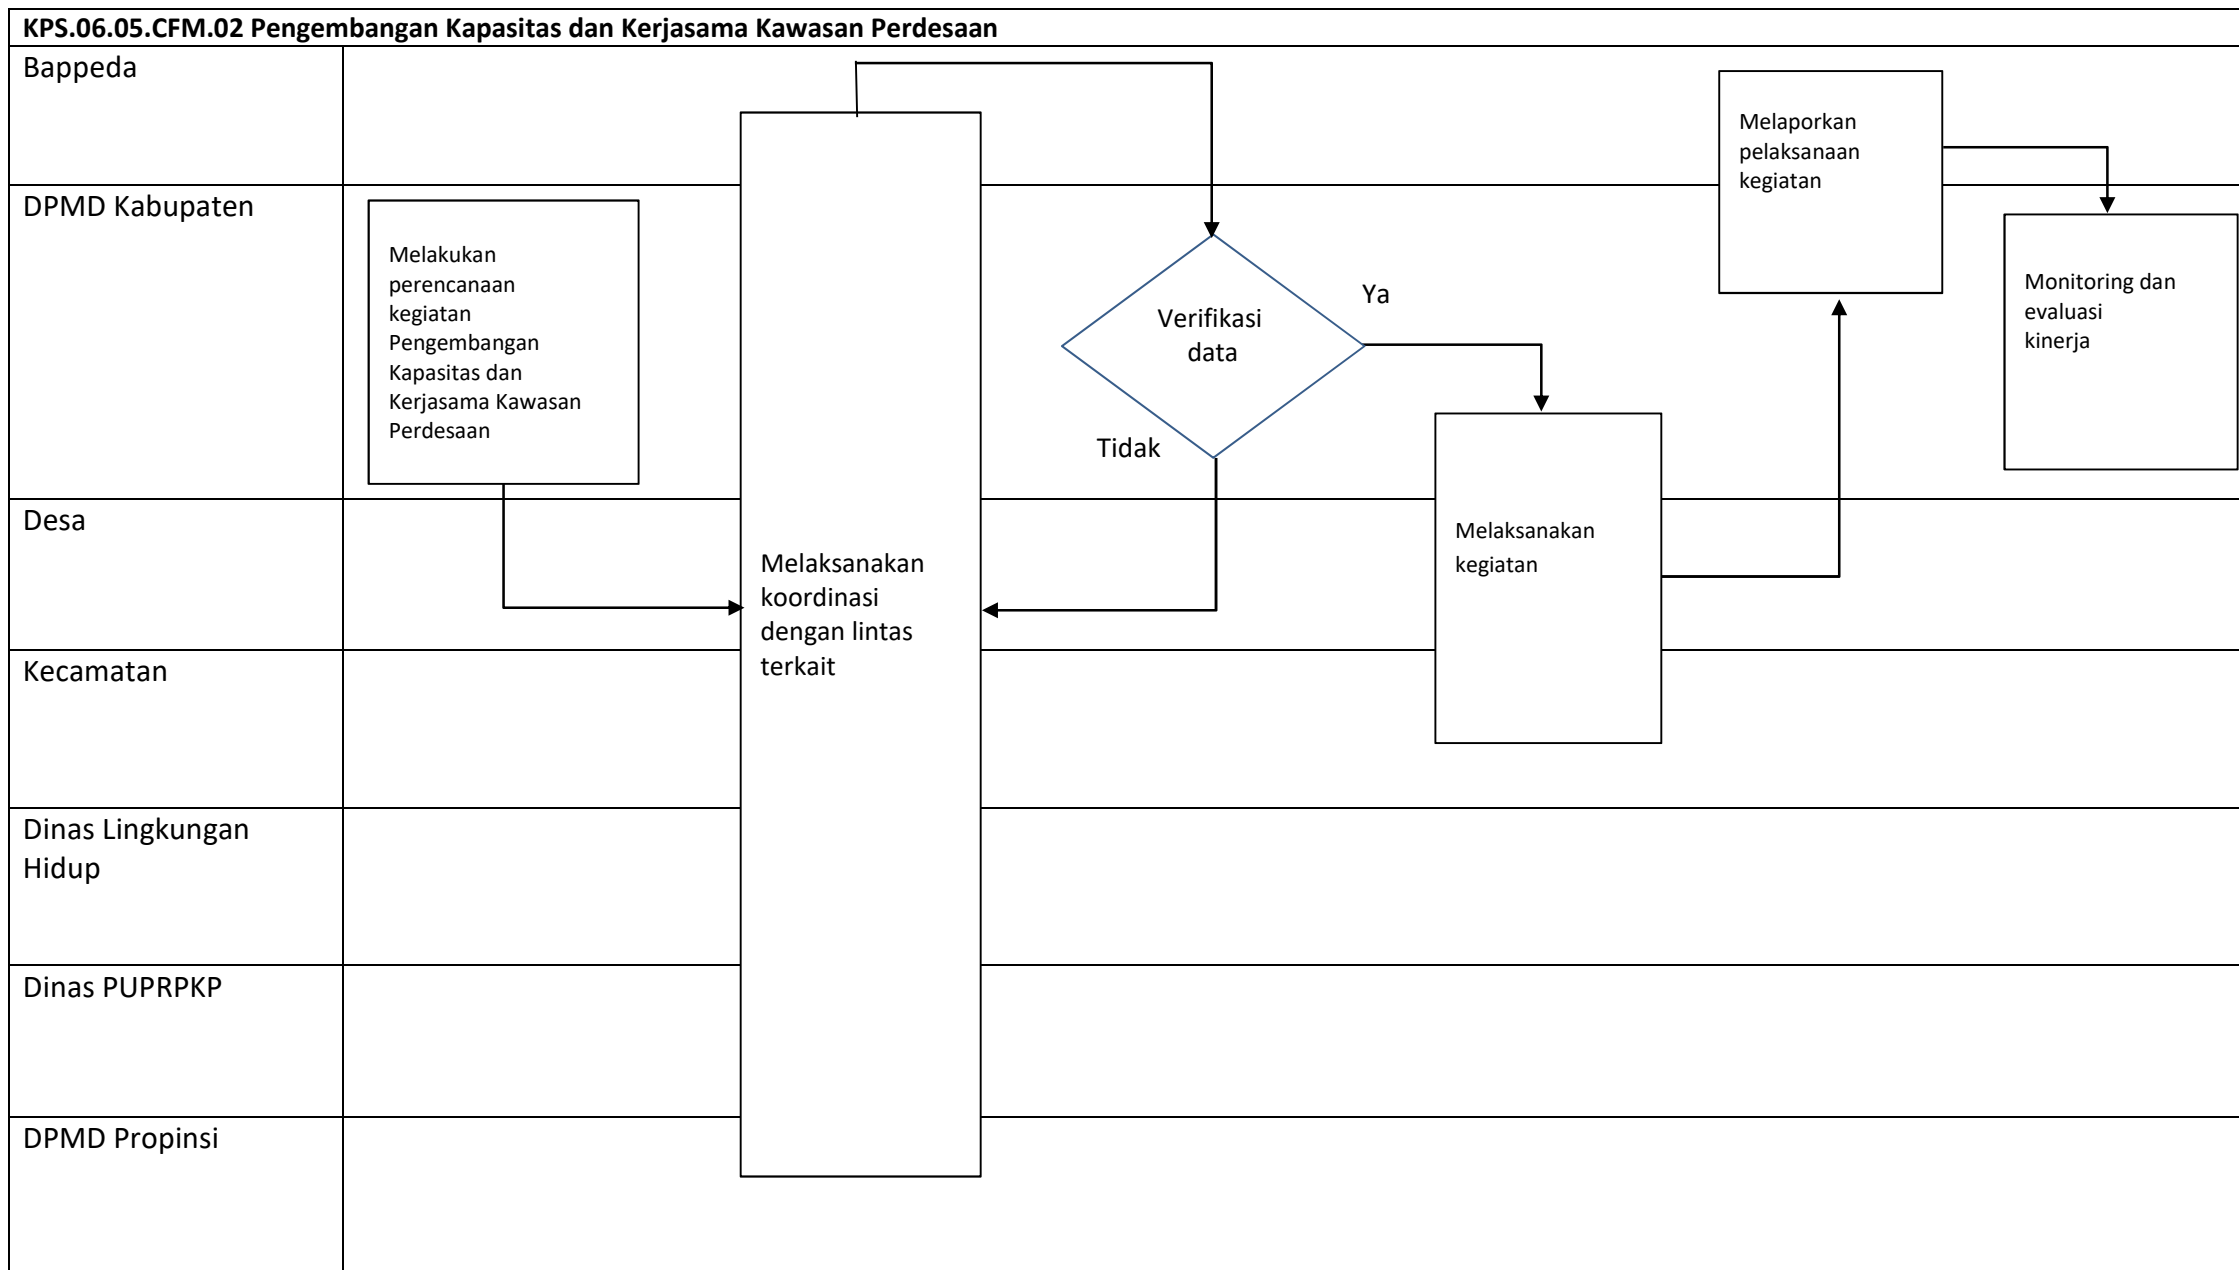 KPS.06.05.CFM.02 Pengembangan Kapasitas dan Kerjasama Kawasan Perdesaan
Bappeda
Melaporkan
pelaksanaan
kegiatan
DPMD Kabupaten
Melakukan
perencanaan
kegiatan
Pengembangan
Kapasitas dan
Kerjasama Kawasan
Perdesaan
Verifikasi
data
Ya
Tidak
Monitoring dan
evaluasi
kinerja
Desa
Melaksanakan
koordinasi
dengan lintas
terkait
Melaksanakan
kegiatan
Kecamatan
Dinas Lingkungan
Hidup
Dinas PUPRPKP
DPMD Propinsi